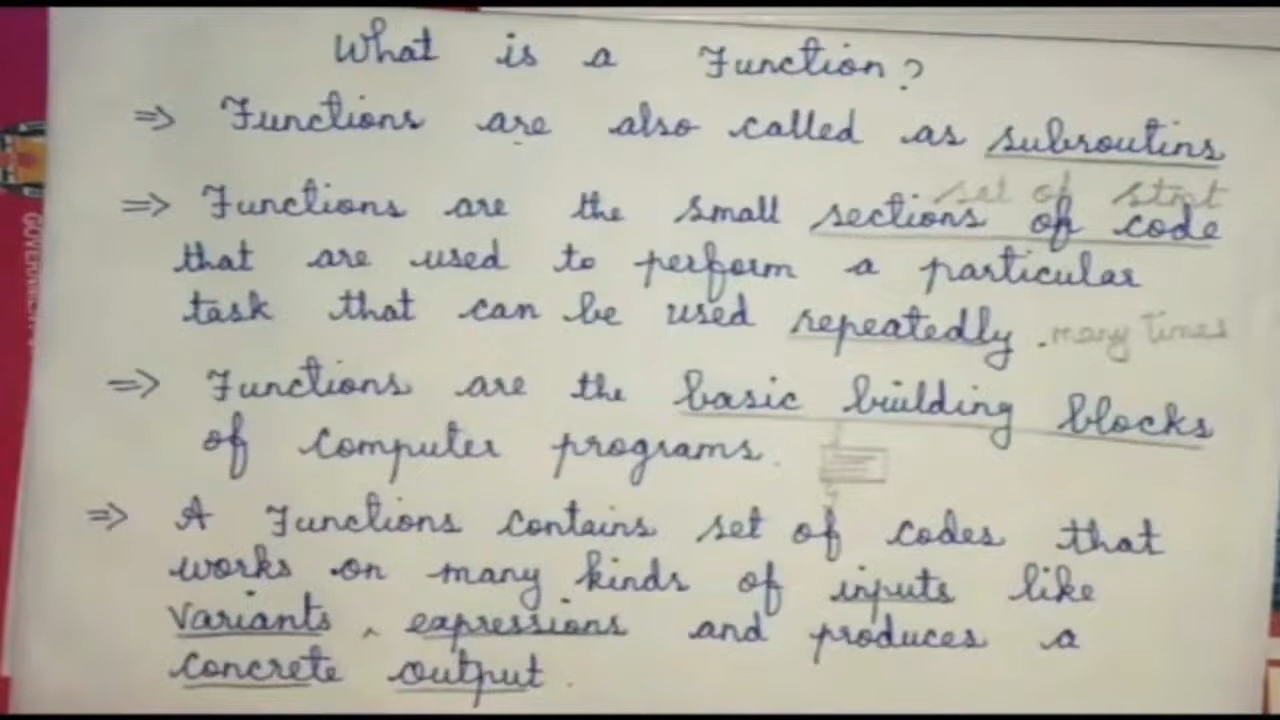 What is a Function?
⇒ Functions are also called as subroutins
set of stmt
⇒ Functions are the small sections of code
that are used to perform a particular
task that can be used repeatedly. many times
⇒ Functions are the basic building blocks
of computer programs.
⇒ A Functions contains set of codes that
works on many kinds of inputs like
variants, expressions and produces a
concrete output.